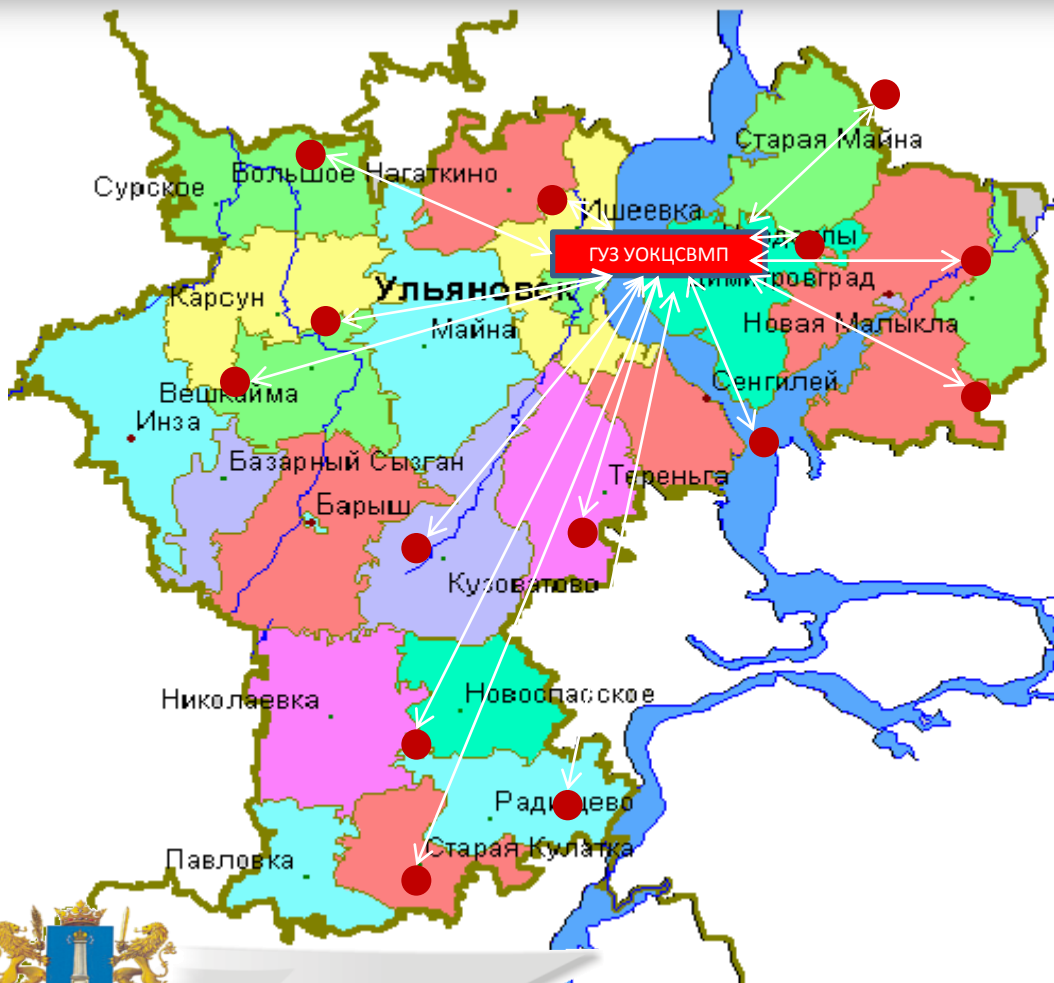 Старая Майна
Большое Нагаткино
Сурское
Ишеевка
ГУЗ УОКЦСВМП
Ульяновск
Карсун
Майна
Новая Малыкла
Сенгилей
Вешкайма
Инза
Базарный Сызган
Тереньга
Барыш
Кузоватово
Николаевка
Новоспасское
Радищево
Старая Кулатка
Павловка